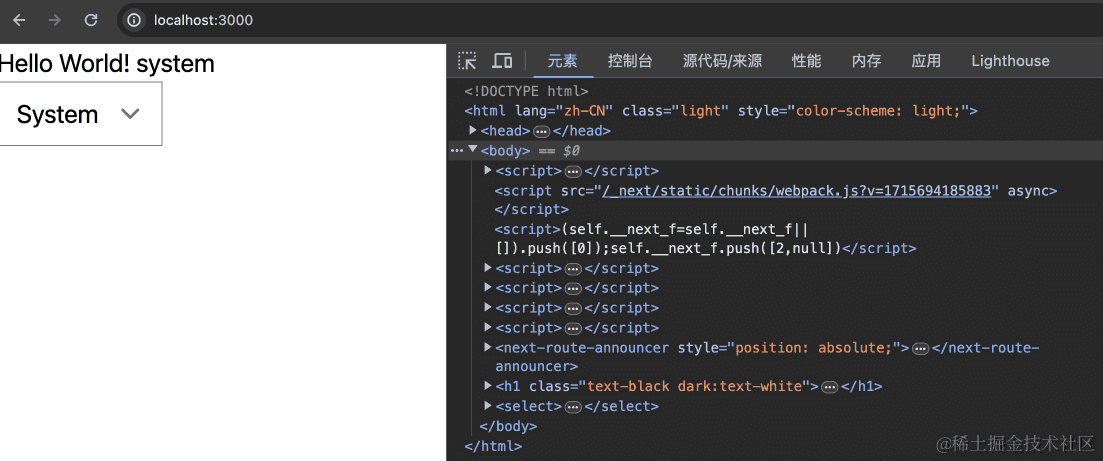 localhost:3000
Hello World! system
System
元素 控制台 源代码/来源 性能 内存 应用 Lighthouse
<!DOCTYPE html>
<html lang="zh-CN" class="light" style="color-scheme: light;">
<head>…</head>
<body> == $0
<script>…</script>
<script src="/_next/static/chunks/webpack.js?v=1715694185883" async>
</script>
<script>(self.__next_f=self.__next_f||
[]).push([0]);self.__next_f.push([2,null])</script>
<script>…</script>
<script>…</script>
<script>…</script>
<script>…</script>
<next-route-announcer style="position: absolute;">…</next-route-
announcer>
<h1 class="text-black dark:text-white">…</h1>
<select>…</select>
</body>
</html>
@稀土掘金技术社区